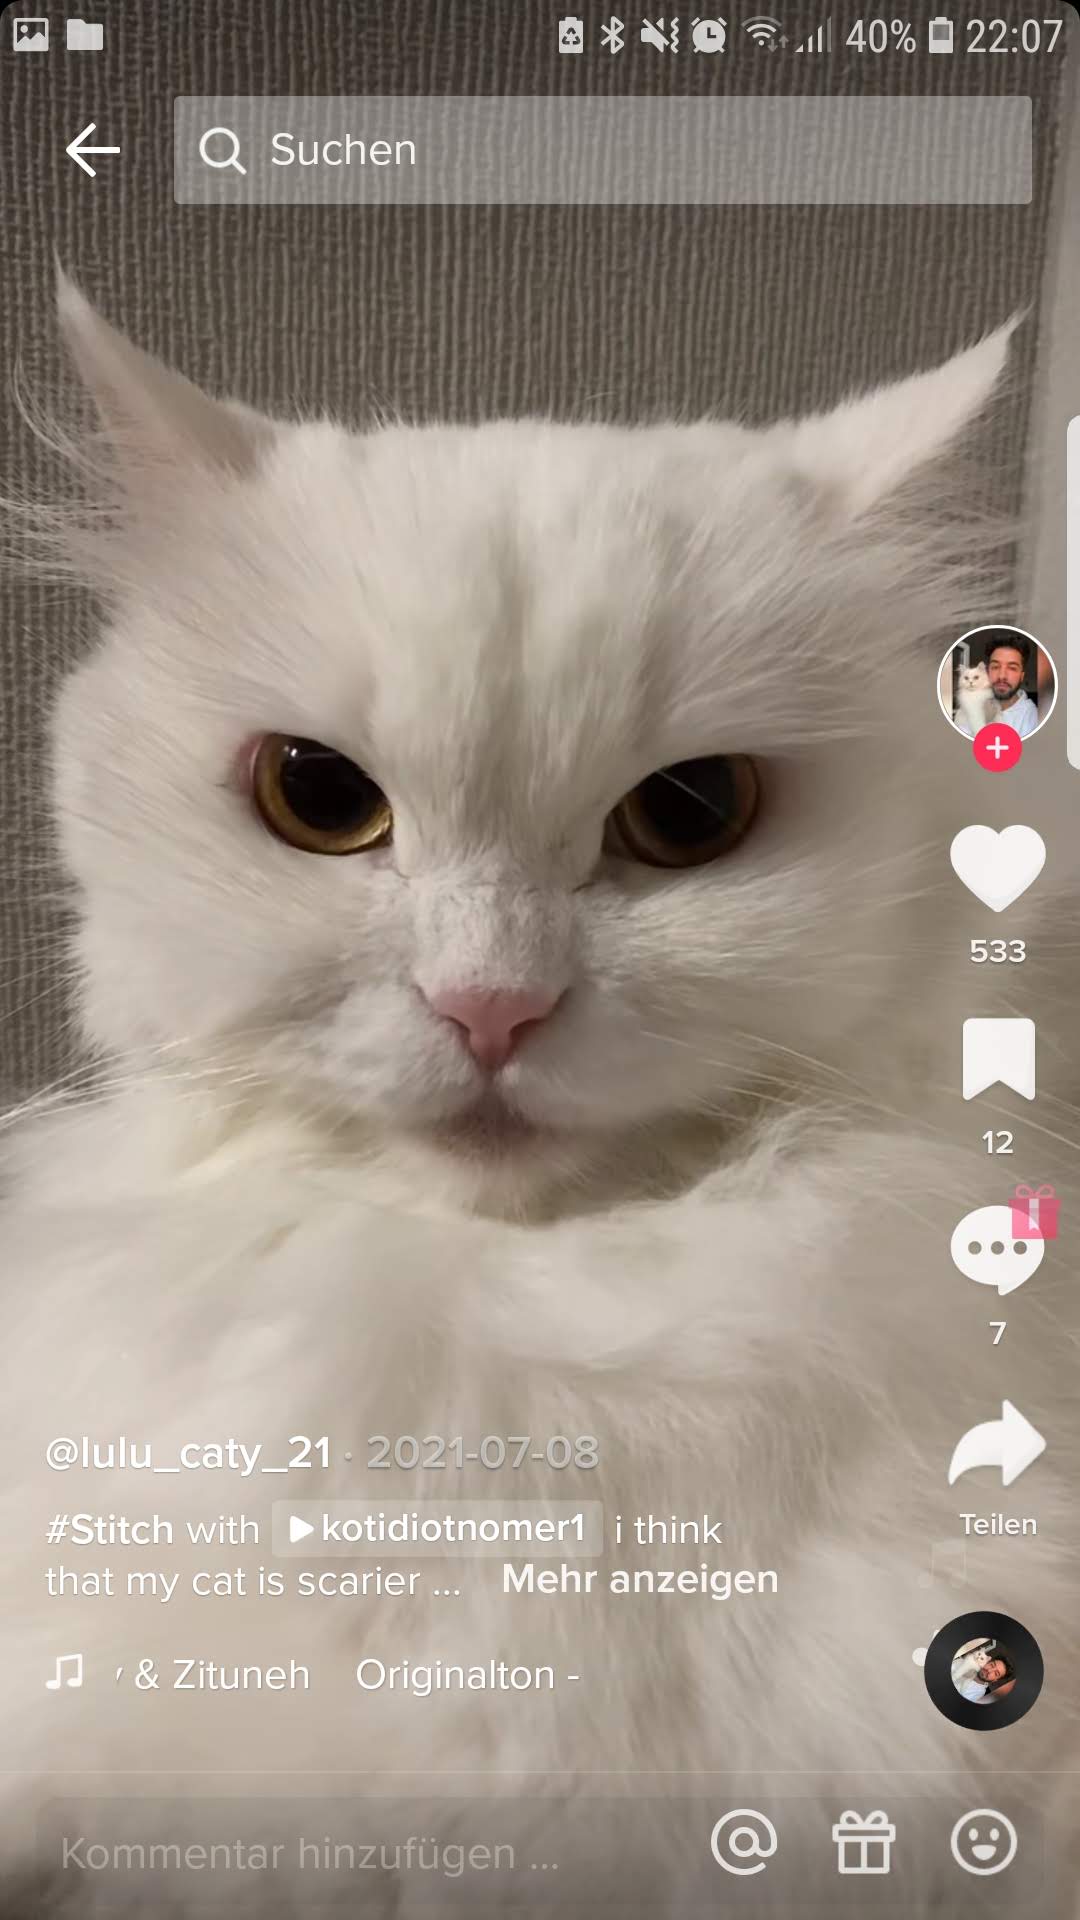 40% 22:07
Suchen
533
12
7
@lulu_caty_21 · 2021-07-08
#Stitch with kotidiotnomer1 i think
that my cat is scarier ... Mehr anzeigen
Teilen
& Zituneh Originalton -
Kommentar hinzufügen ...